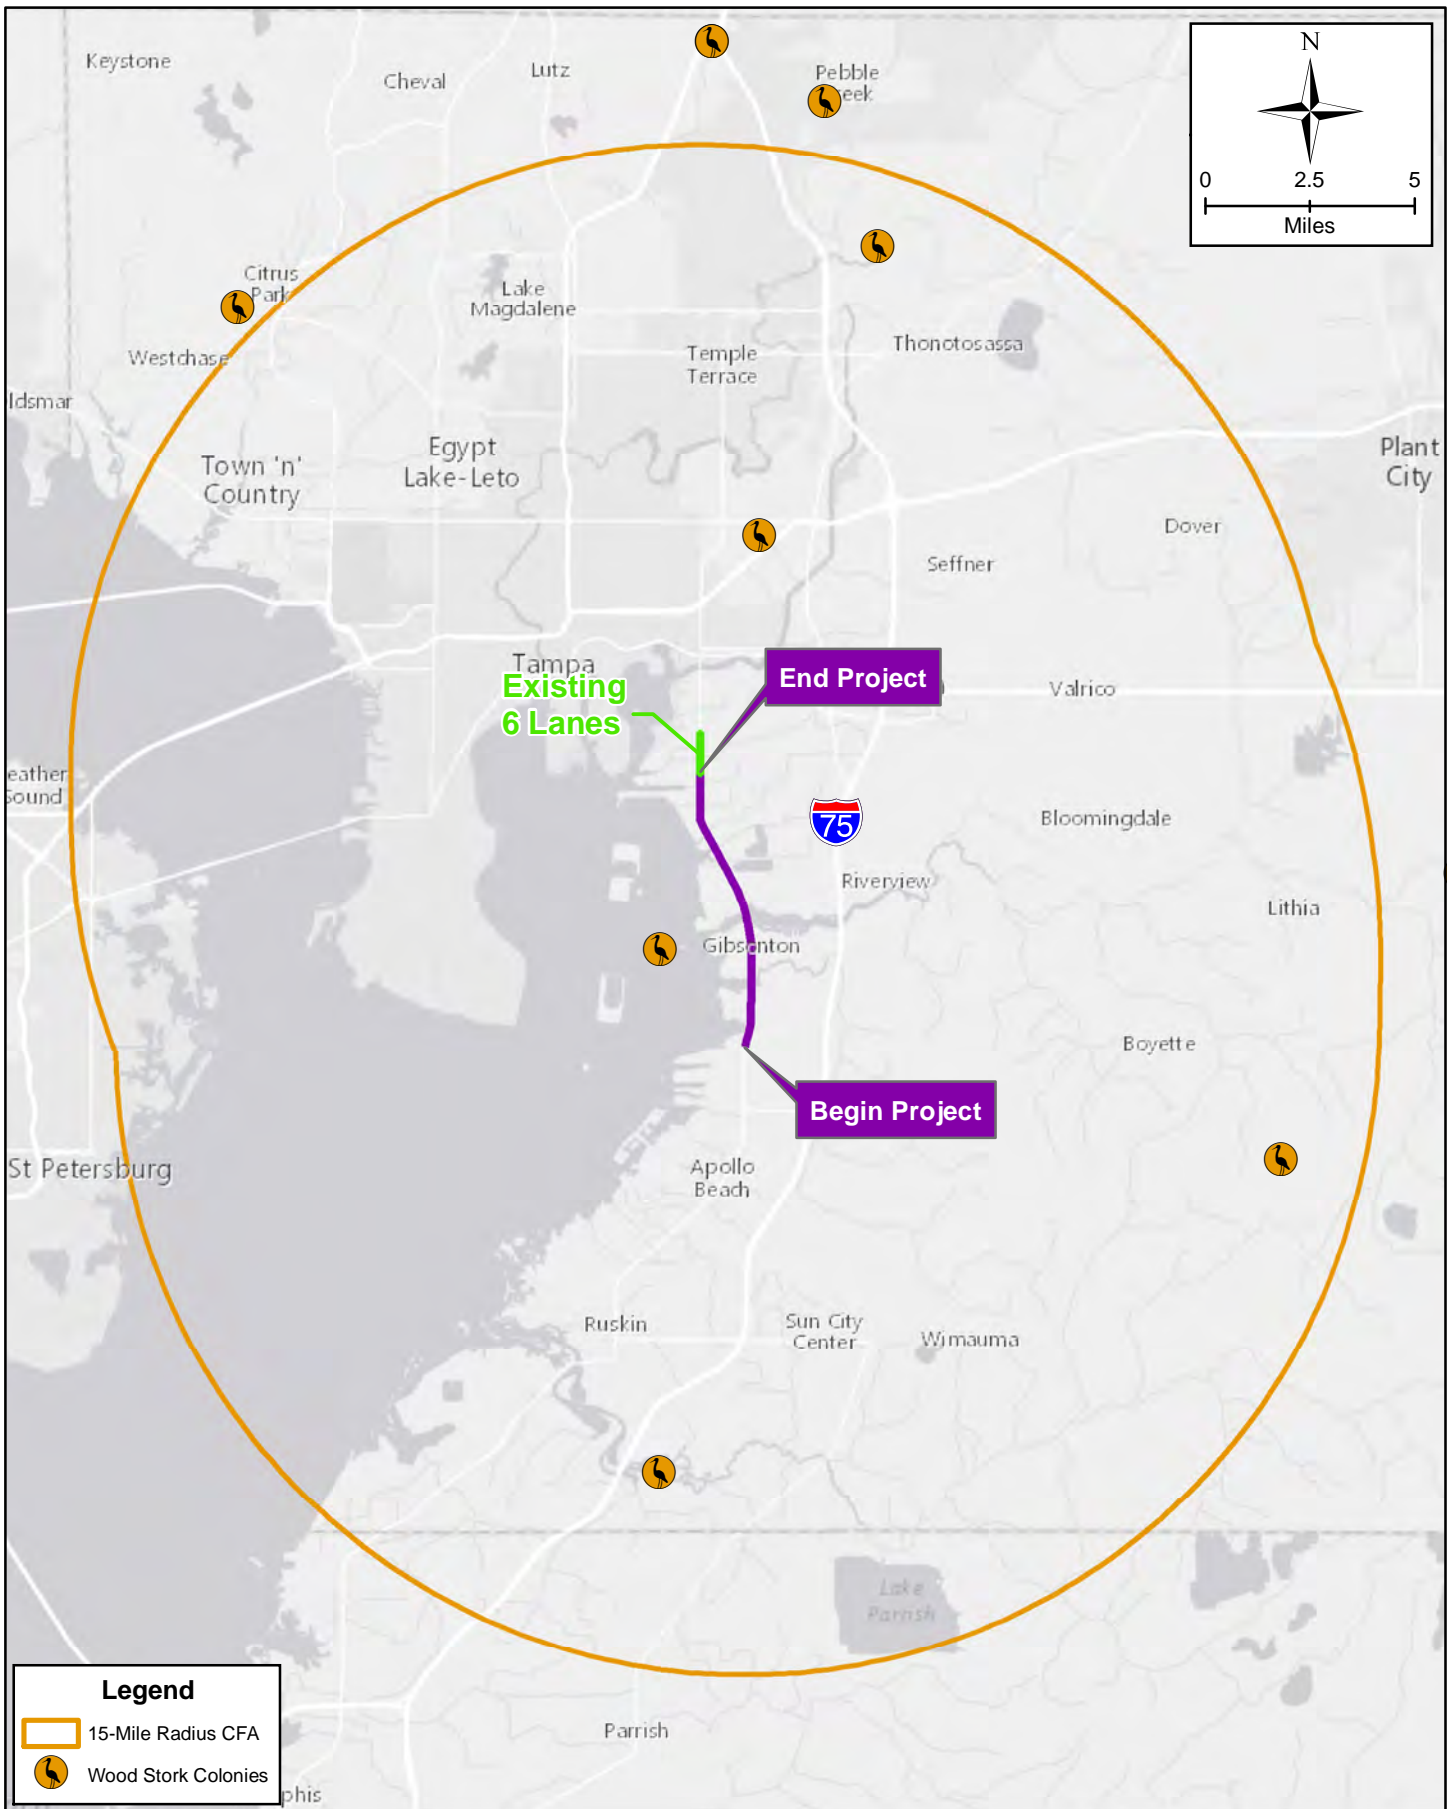 Keystone
Cheval
Lutz
Pebble
eek
N
0 2.5 5
Miles
Citrus
Park
Lake
Magdalene
Westchase
Temple
Terrace
Thonotosassa
ldsmar
Egypt
Lake-Leto
Town 'n'
Country
Plant
City
Dover
Seffner
Tampa
Existing
6 Lanes
End Project
Valrico
eather
Sound
75
Bloomingdale
Riverview
Lithia
Gibsonton
Boyette
Begin Project
St Petersburg
Apollo
Beach
Ruskin
Sun City
Center
Wimauma
Lake
Parrish
Legend
15-Mile Radius CFA
Wood Stork Colonies
Parrish
phis